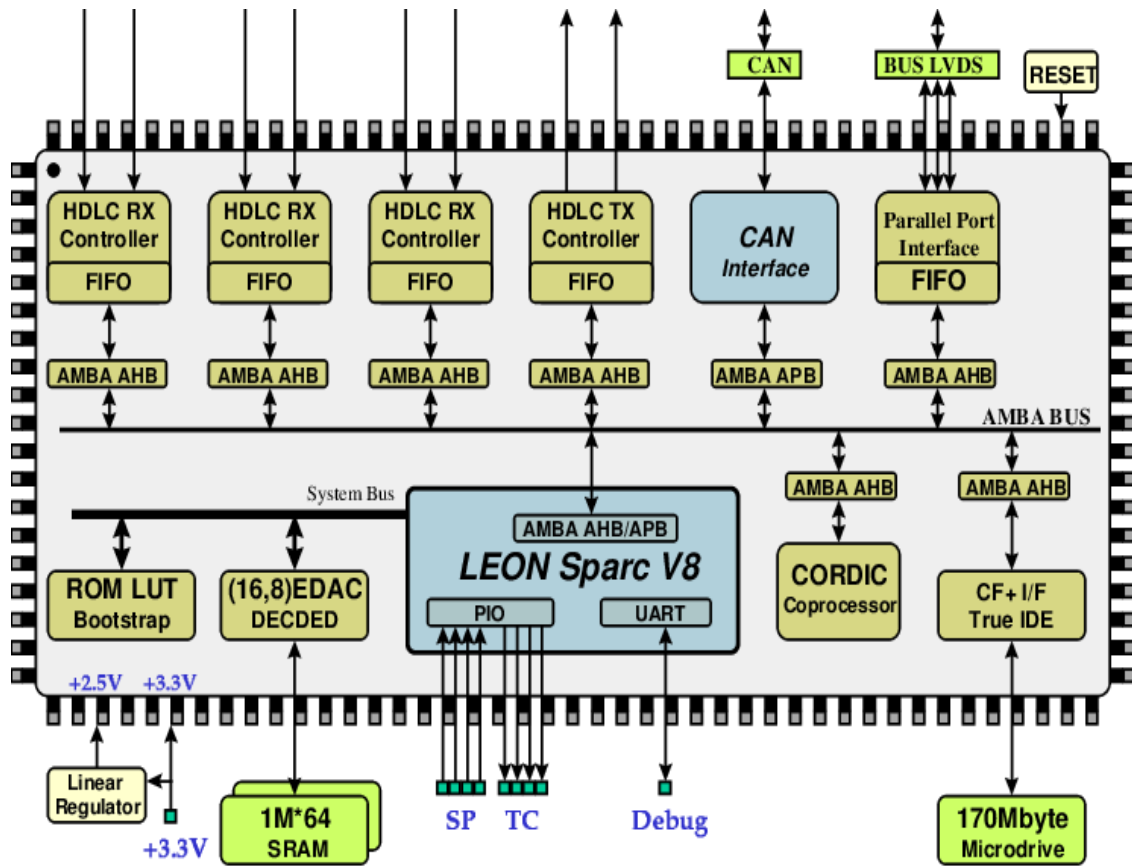 CAN
BUS LVDS
RESET
HDLC RX
Controller
FIFO
HDLC RX
Controller
FIFO
HDLC RX
Controller
FIFO
HDLC TX
Controller
FIFO
CAN
Interface
Parallel Port
Interface
FIFO
AMBA AHB
AMBA AHB
AMBA AHB
AMBA AHB
AMBA APB
AMBA AHB
AMBA BUS
AMBA AHB
AMBA AHB
System Bus
AMBA AHB/APB
LEON Sparc V8
PIO
UART
ROM LUT
Bootstrap
(16,8)EDAC
DECDED
CORDIC
Coprocessor
CF+ I/F
True IDE
+2.5V
+3.3V
Linear
Regulator
+3.3V
1M*64
SRAM
SP
TC
Debug
170Mbyte
Microdrive